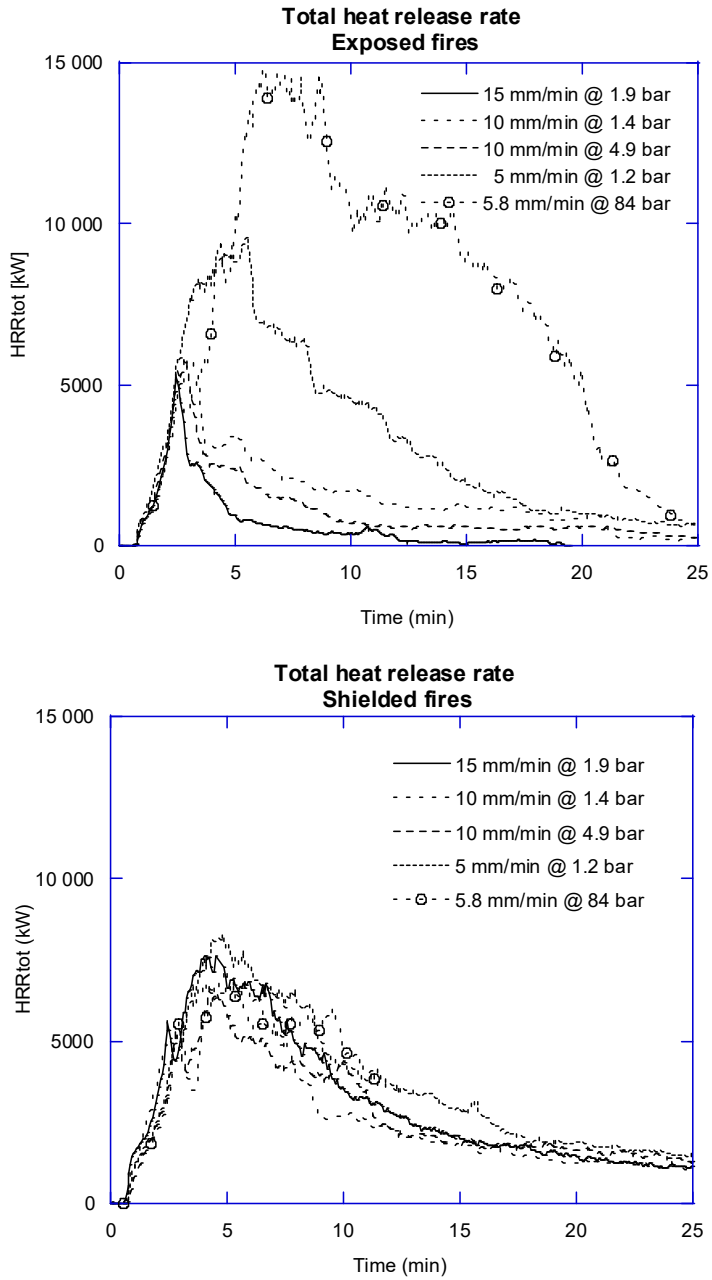 Total heat release rate
Exposed fires
15 000
10 000
5000
0
HRRtot [kW]
15 mm/min @ 1.9 bar
10 mm/min @ 1.4 bar
10 mm/min @ 4.9 bar
5 mm/min @ 1.2 bar
5.8 mm/min @ 84 bar
0 5 10 15 20 25
Time (min)
Total heat release rate
Shielded fires
15 000
10 000
5000
0
HRRtot (kW)
15 mm/min @ 1.9 bar
10 mm/min @ 1.4 bar
10 mm/min @ 4.9 bar
5 mm/min @ 1.2 bar
5.8 mm/min @ 84 bar
0 5 10 15 20 25
Time (min)